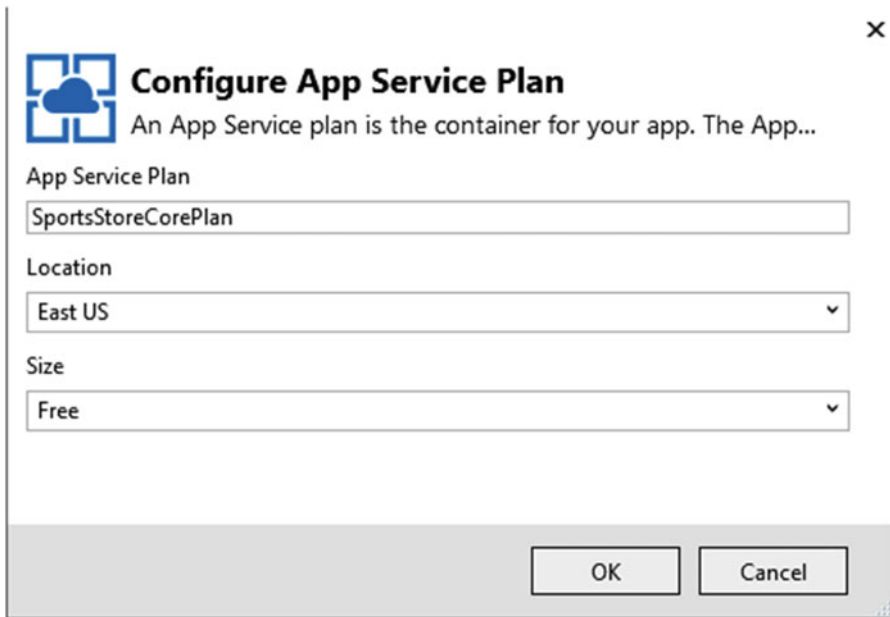 Configure App Service Plan
An App Service plan is the container for your app. The App...
App Service Plan
SportsStoreCorePlan
Location
East US
Size
Free
OK
Cancel